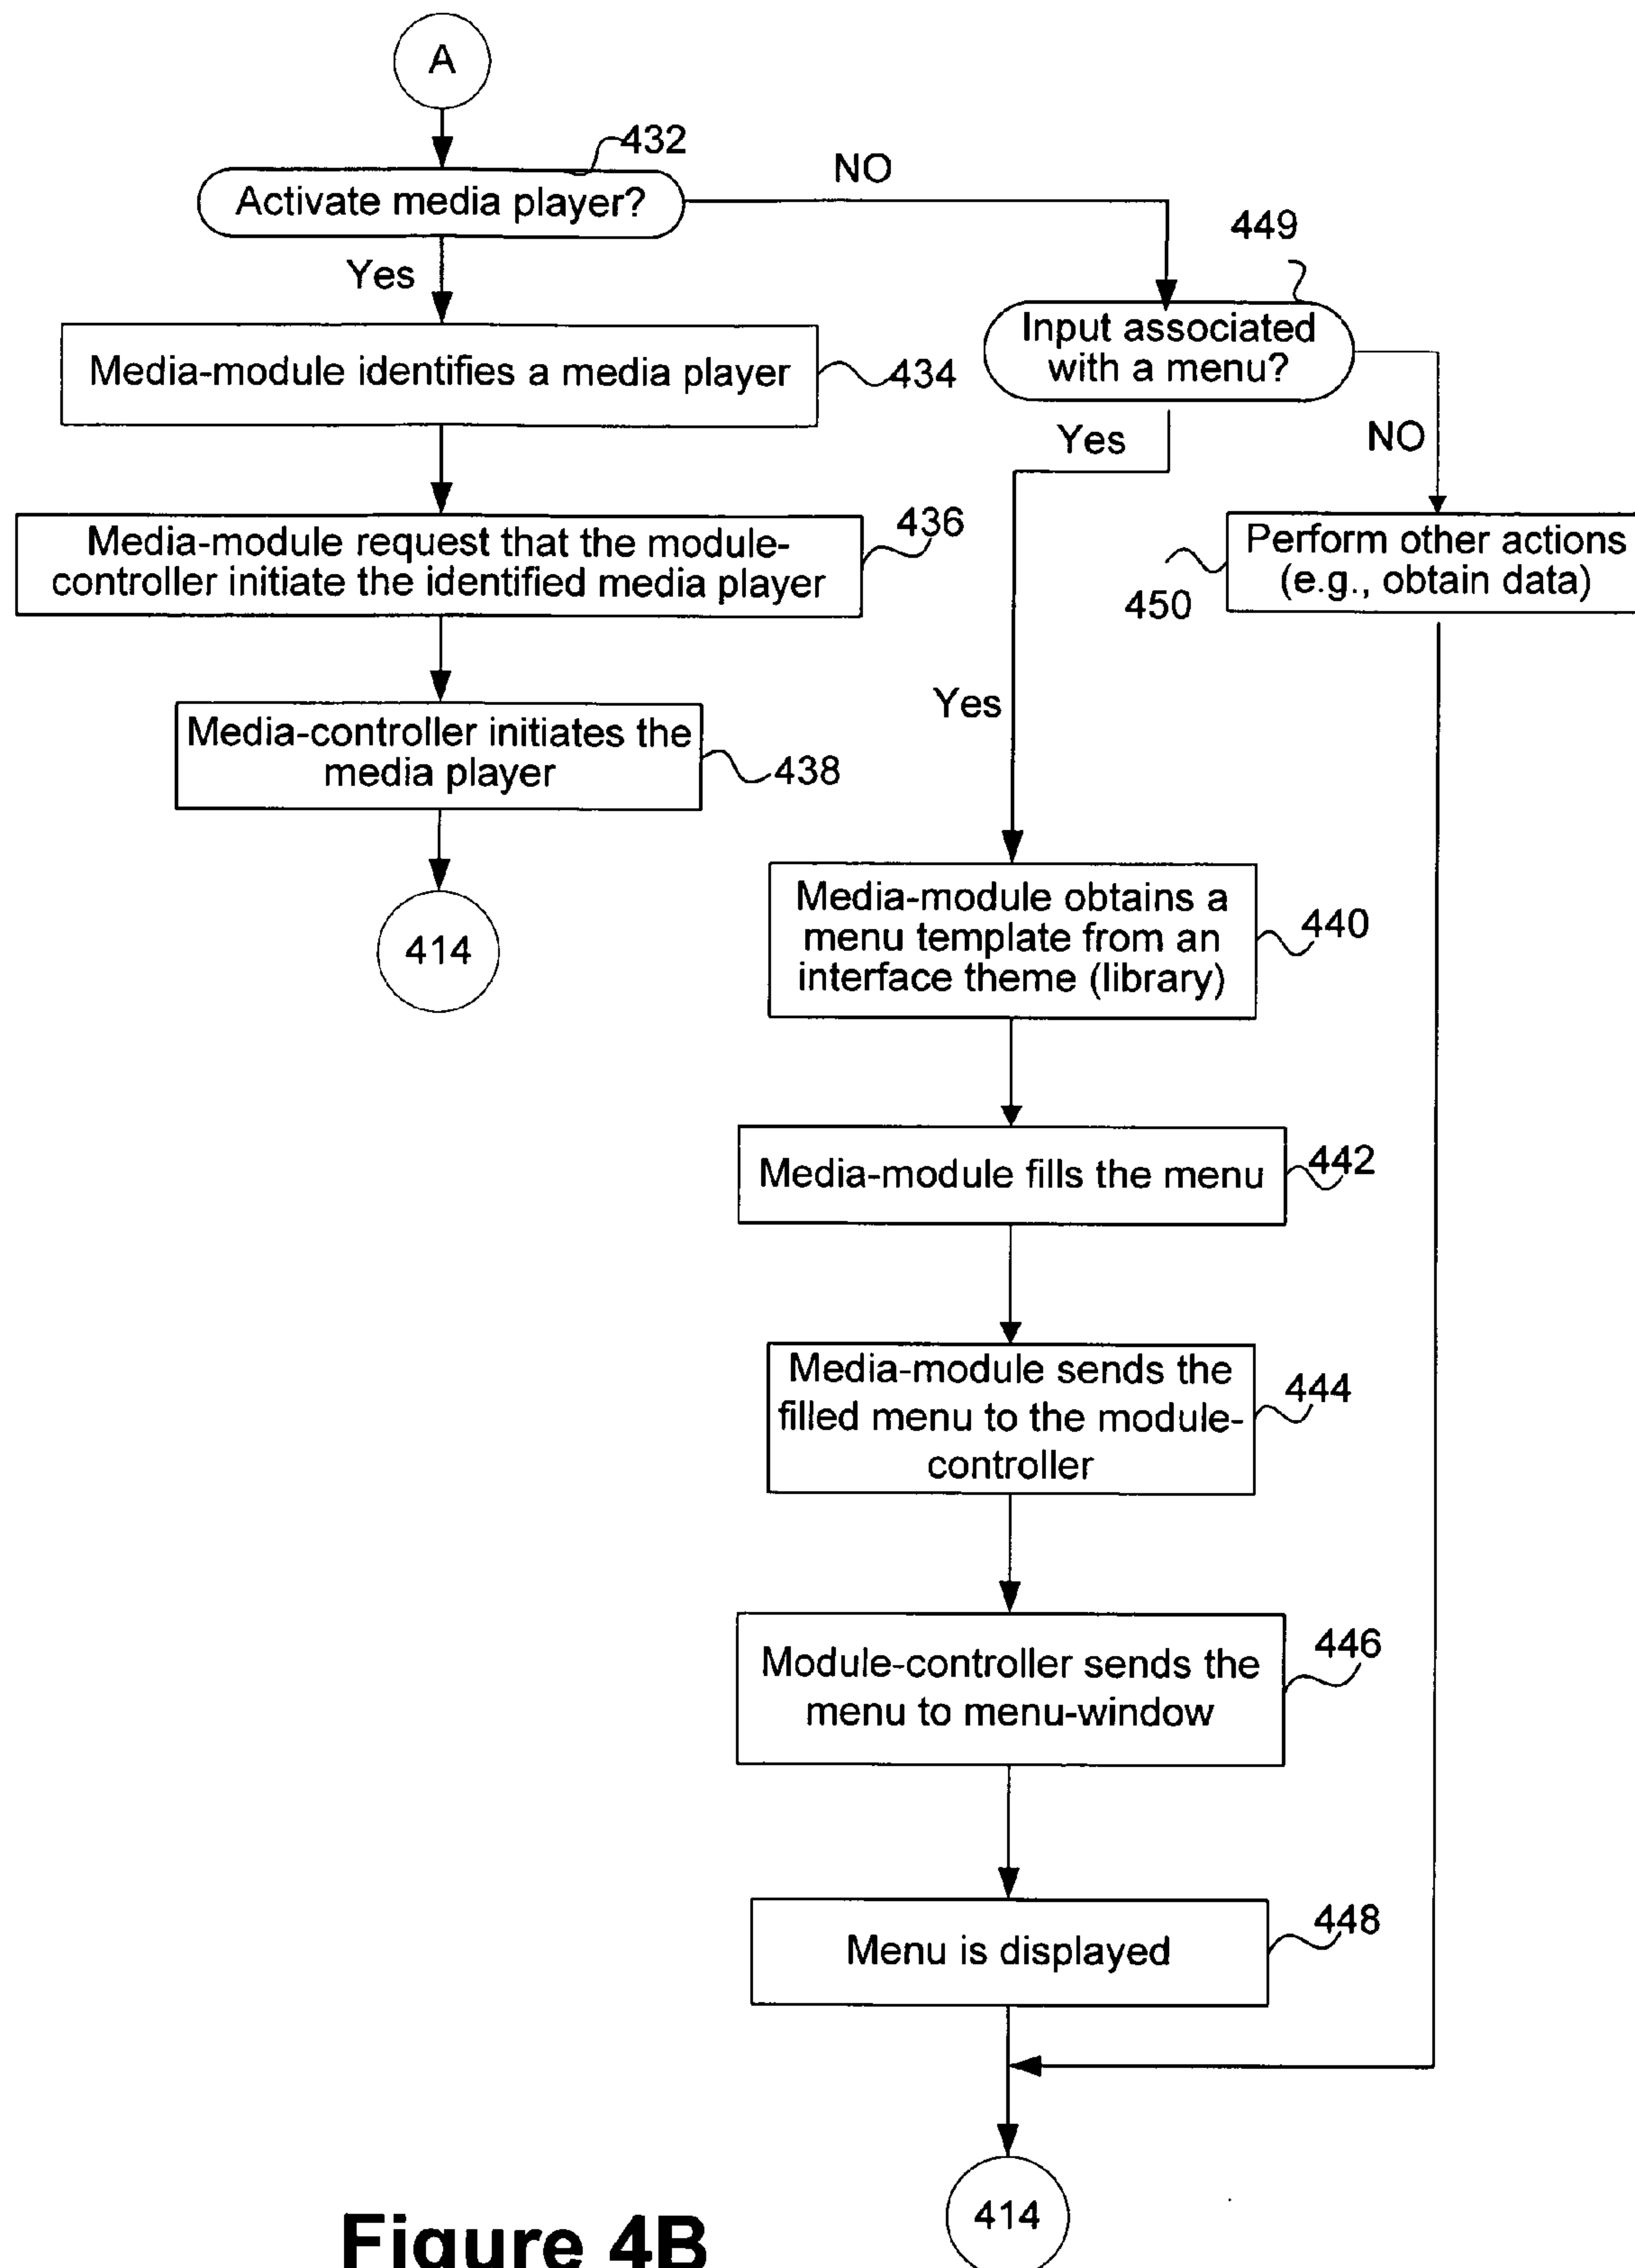 A
432
Activate media player?
NO
Yes
449
Input associated
with a menu?
Media-module identifies a media player
434
Yes
NO
436
Media-module request that the module-
controller initiate the identified media player
Perform other actions
(e.g., obtain data)
450
Yes
Media-controller initiates the
media player
438
414
Media-module obtains a
menu template from an
interface theme (library)
440
Media-module fills the menu
442
Media-module sends the
filled menu to the module-
controller
444
Module-controller sends the
menu to menu-window
446
Menu is displayed
448
414
Figure 4B